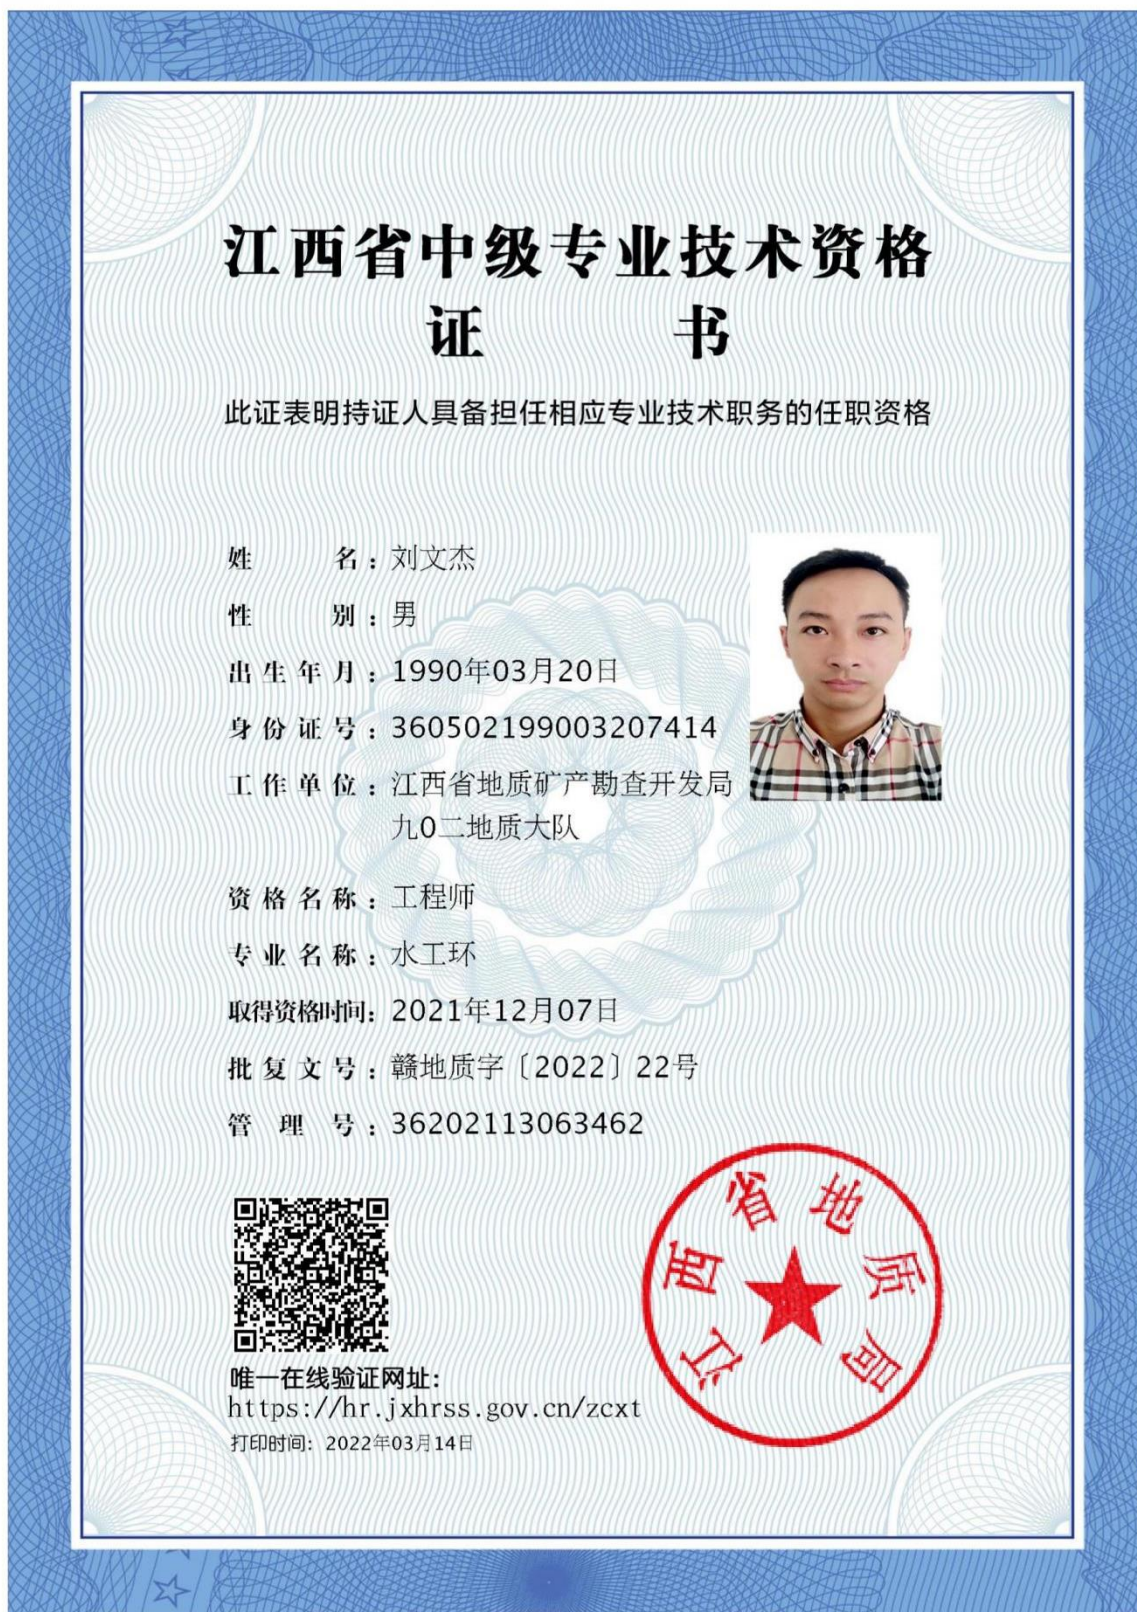 江西省中级专业技术资格
证书
此证表明持证人具备担任相应专业技术职务的任职资格
姓名：刘文杰
性别：男
出生年月：1990年03月20日
身份证号：360502199003207414
工作单位：江西省地质矿产勘查开发局
九0二地质大队
资格名称：工程师
专业名称：水工环
取得资格时间：2021年12月07日
批复文号：赣地质字〔2022〕22号
管理号：36202113063462
江西省地质局
唯一在线验证网址：
https://hr.jxhrss.gov.cn/zcxt
打印时间：2022年03月14日